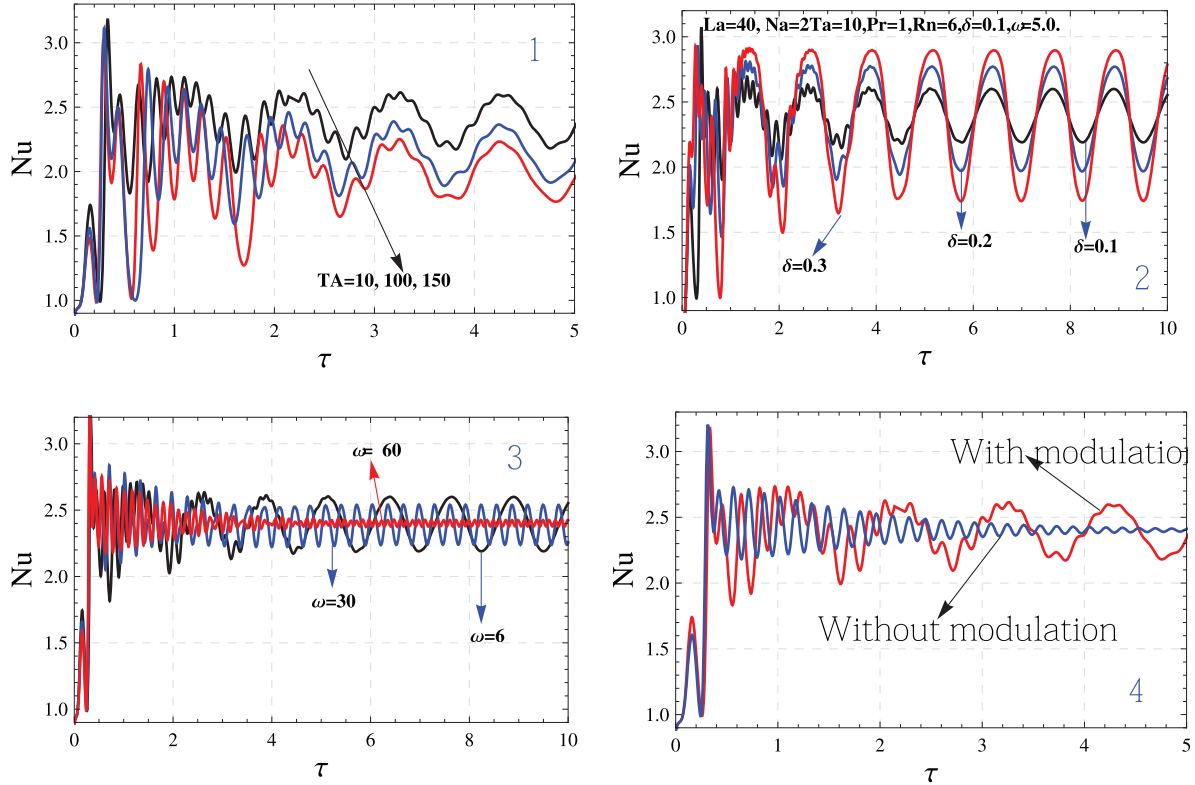 1
Nu
3.0
2.5
2.0
1.5
1.0
0 1 2 3 4 5
τ
TA=10, 100, 150
La=40, Na=2Ta=10,Pr=1,Rn=6,δ=0.1,ω=5.0.
Nu
3.0
2.5
2.0
1.5
1.0
0 2 4 6 8 10
τ
δ=0.3
δ=0.2
δ=0.1
2
3
Nu
3.0
2.5
2.0
1.5
1.0
0 2 4 6 8 10
τ
ω= 60
ω=30
ω=6
Nu
3.0
2.5
2.0
1.5
1.0
0 1 2 3 4 5
τ
With modulation
Without modulation
4